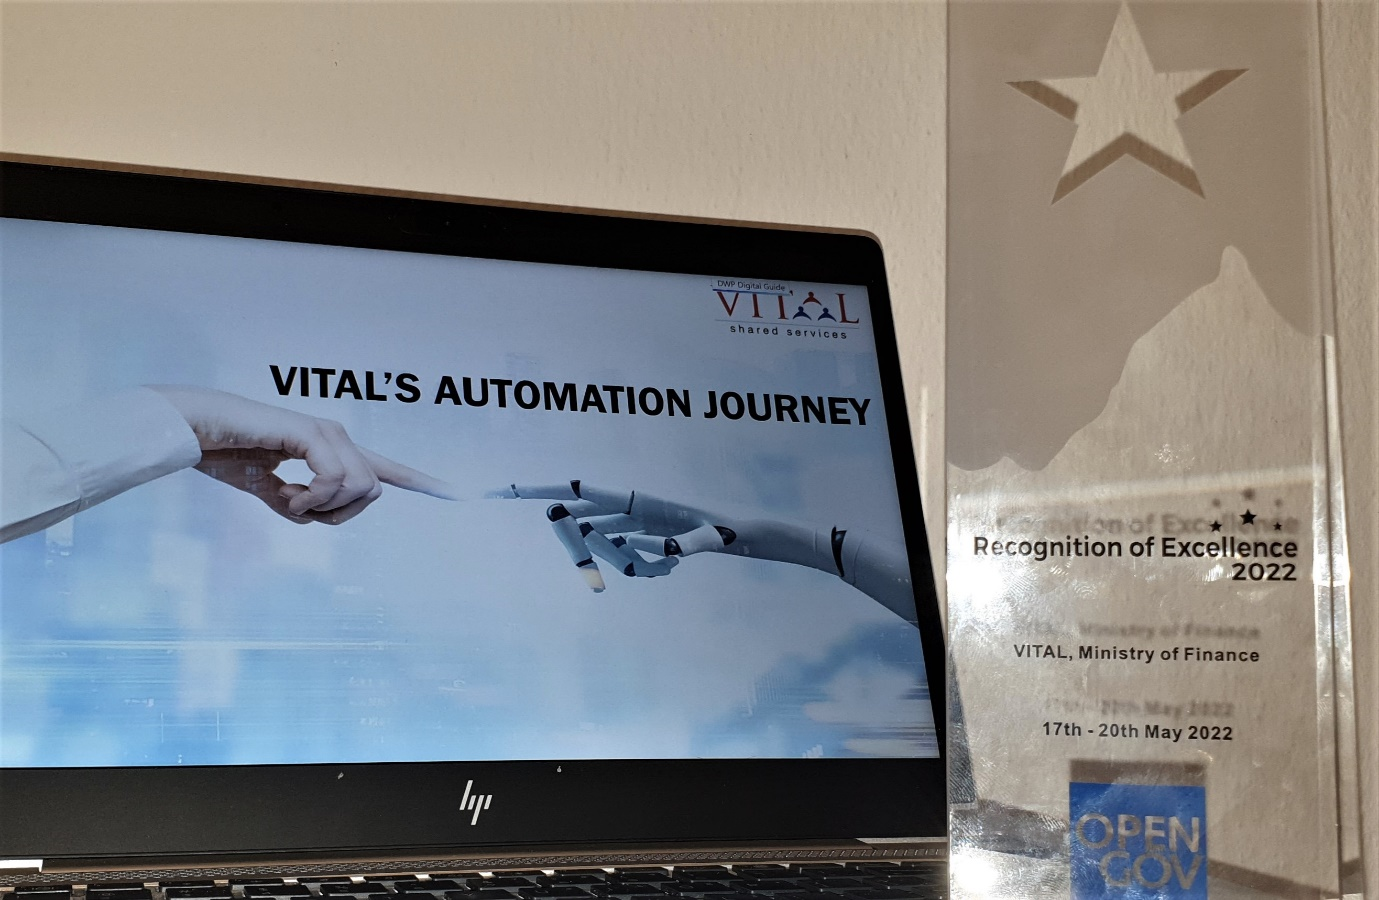 DWP Digital Guide
VITAL
shared services
VITAL'S AUTOMATION JOURNEY
hp
Recognition of Excellence
2022
VITAL, Ministry of Finance
17th - 20th May 2022
OPEN
GOV